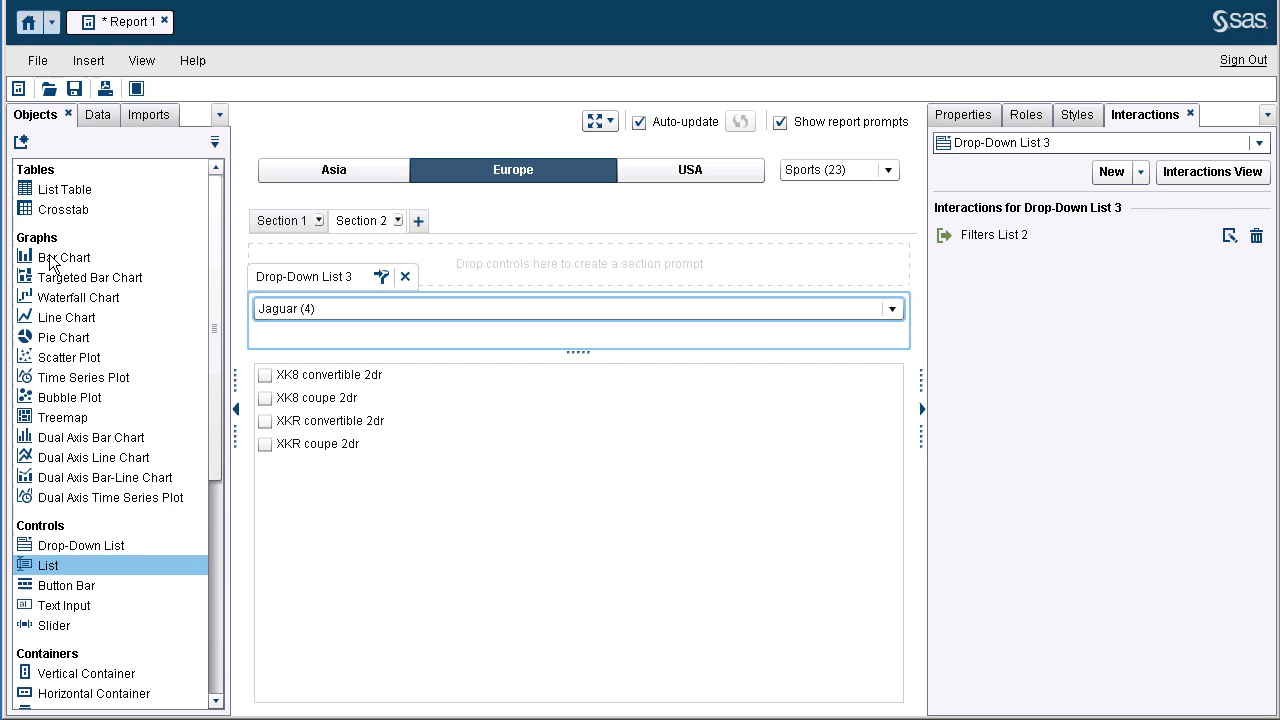 * Report 1
sas
File Insert View Help
Sign Out
Objects Data Imports
Auto-update Show report prompts
Properties Roles Styles Interactions
Drop-Down List 3
New Interactions View
Interactions for Drop-Down List 3
Filters List 2
Tables
List Table
Crosstab
Graphs
Bar Chart
Targeted Bar Chart
Waterfall Chart
Line Chart
Pie Chart
Scatter Plot
Time Series Plot
Bubble Plot
Treemap
Dual Axis Bar Chart
Dual Axis Line Chart
Dual Axis Bar-Line Chart
Dual Axis Time Series Plot
Controls
Drop-Down List
List
Button Bar
Text Input
Slider
Containers
Vertical Container
Horizontal Container
Asia Europe USA Sports (23)
Section 1 Section 2
Drop controls here to create a section prompt
Drop-Down List 3
Jaguar (4)
XK8 convertible 2dr
XK8 coupe 2dr
XKR convertible 2dr
XKR coupe 2dr